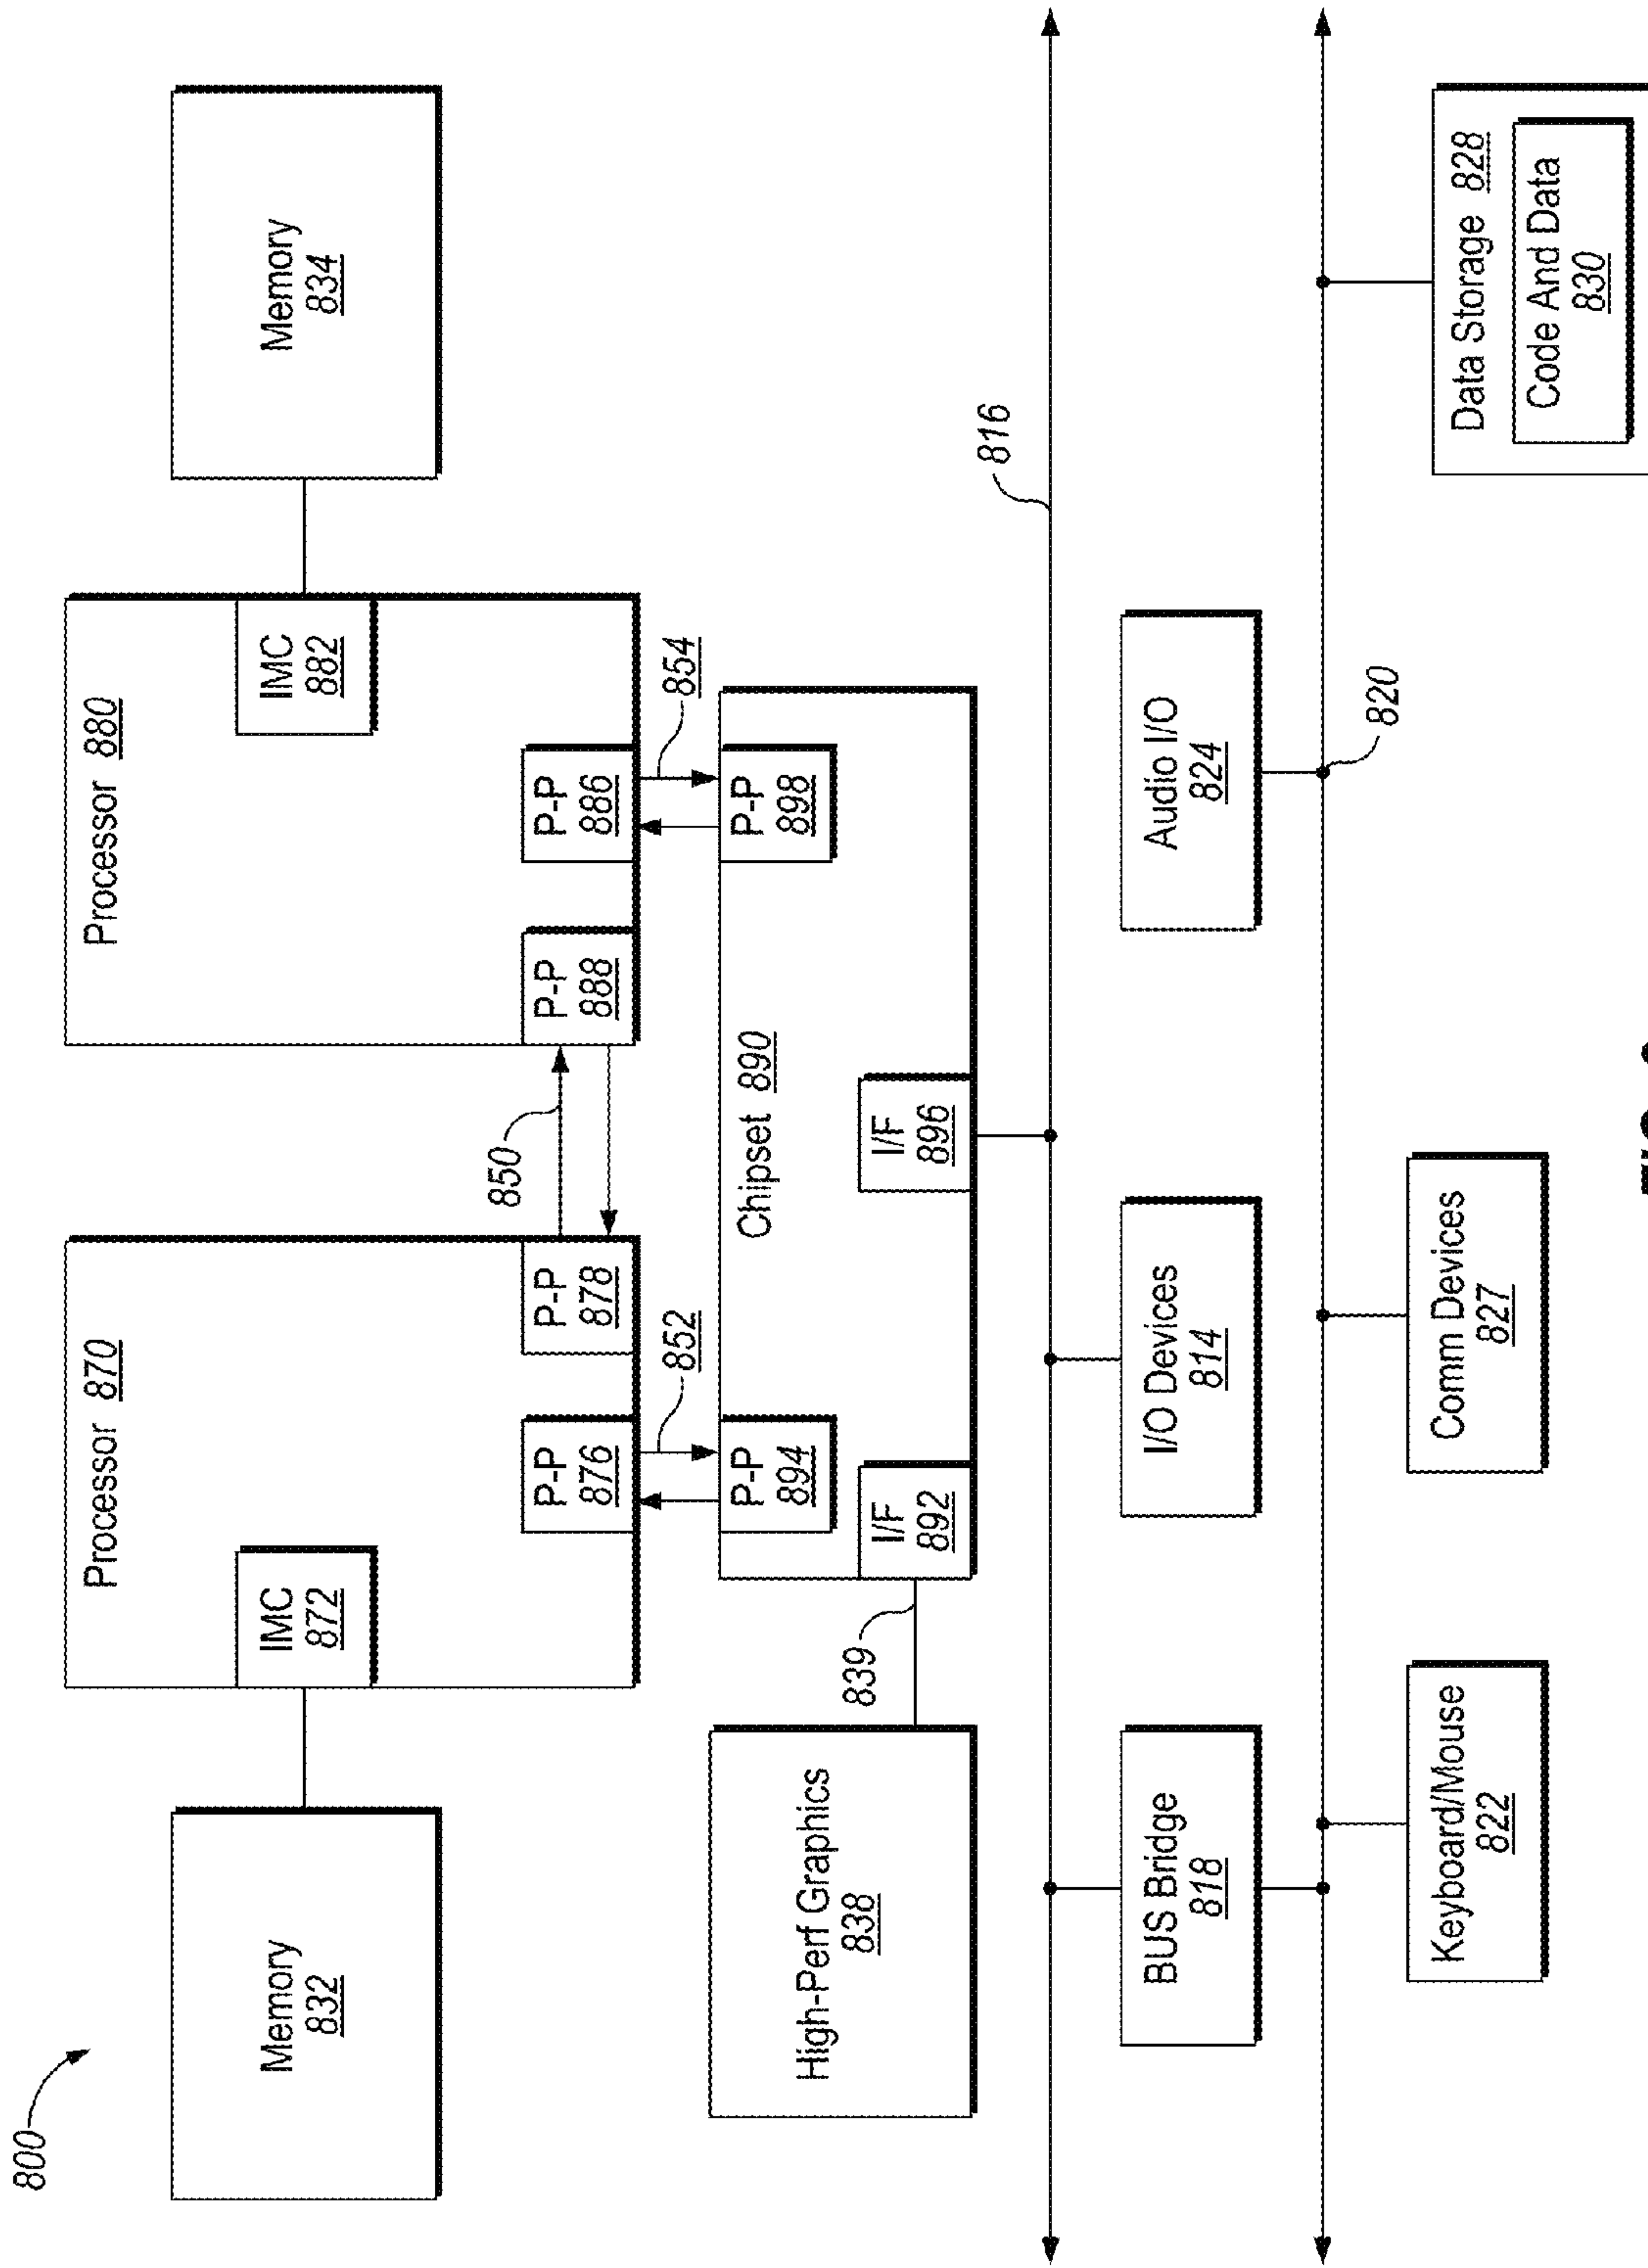 800
Memory
832
Processor 870
IMC
872
P-P
876
P-P
878
850
Processor 880
IMC
882
P-P
888
P-P
886
Memory
834
852
854
High-Perf Graphics
838
839
Chipset 890
P-P
894
P-P
898
I/F
892
I/F
896
816
BUS Bridge
818
I/O Devices
814
Audio I/O
824
820
Keyboard/Mouse
822
Comm Devices
827
Data Storage 828
Code And Data
830